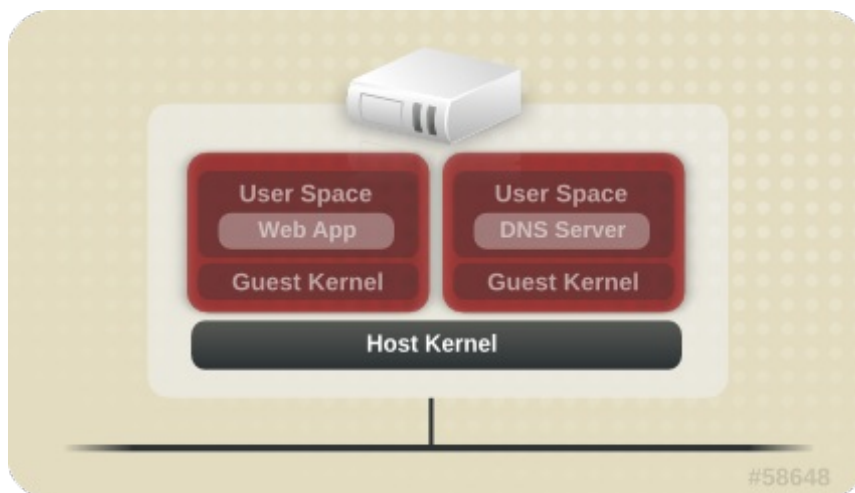 User Space
Web App
Guest Kernel
User Space
DNS Server
Guest Kernel
Host Kernel
#58648